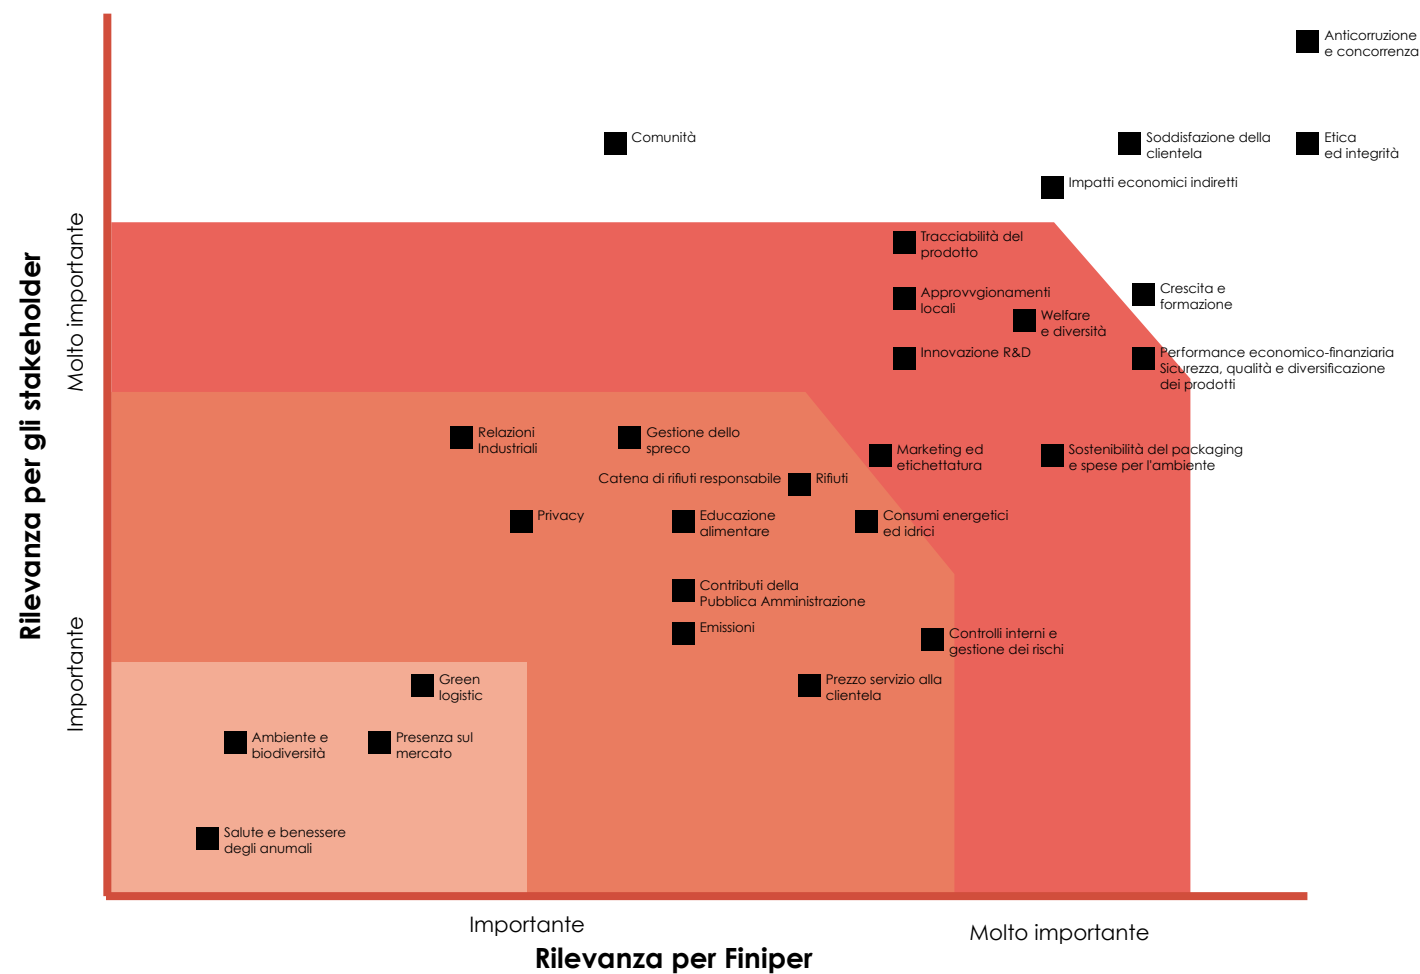 Anticorruzione
e concorrenza
Comunità
Soddisfazione della
clientela
Etica
ed integrità
Impatti economici indiretti
Tracciabilità del
prodotto
Approvvgionamenti
locali
Crescita e
formazione
Welfare
e diversità
Innovazione R&D
Performance economico-finanziaria
Sicurezza, qualità e diversificazione
dei prodotti
Relazioni
Industriali
Gestione dello
spreco
Marketing ed
etichettatura
Sostenibilità del packaging
e spese per l'ambiente
Catena di rifiuti responsabile
Rifiuti
Privacy
Educazione
alimentare
Consumi energetici
ed idrici
Contributi della
Pubblica Amministrazione
Emissioni
Controlli interni e
gestione dei rischi
Green
logistic
Prezzo servizio alla
clientela
Ambiente e
biodiversità
Presenza sul
mercato
Salute e benessere
degli anumali
Rilevanza per gli stakeholder
Molto importante
Importante
Importante
Molto importante
Rilevanza per Finiper